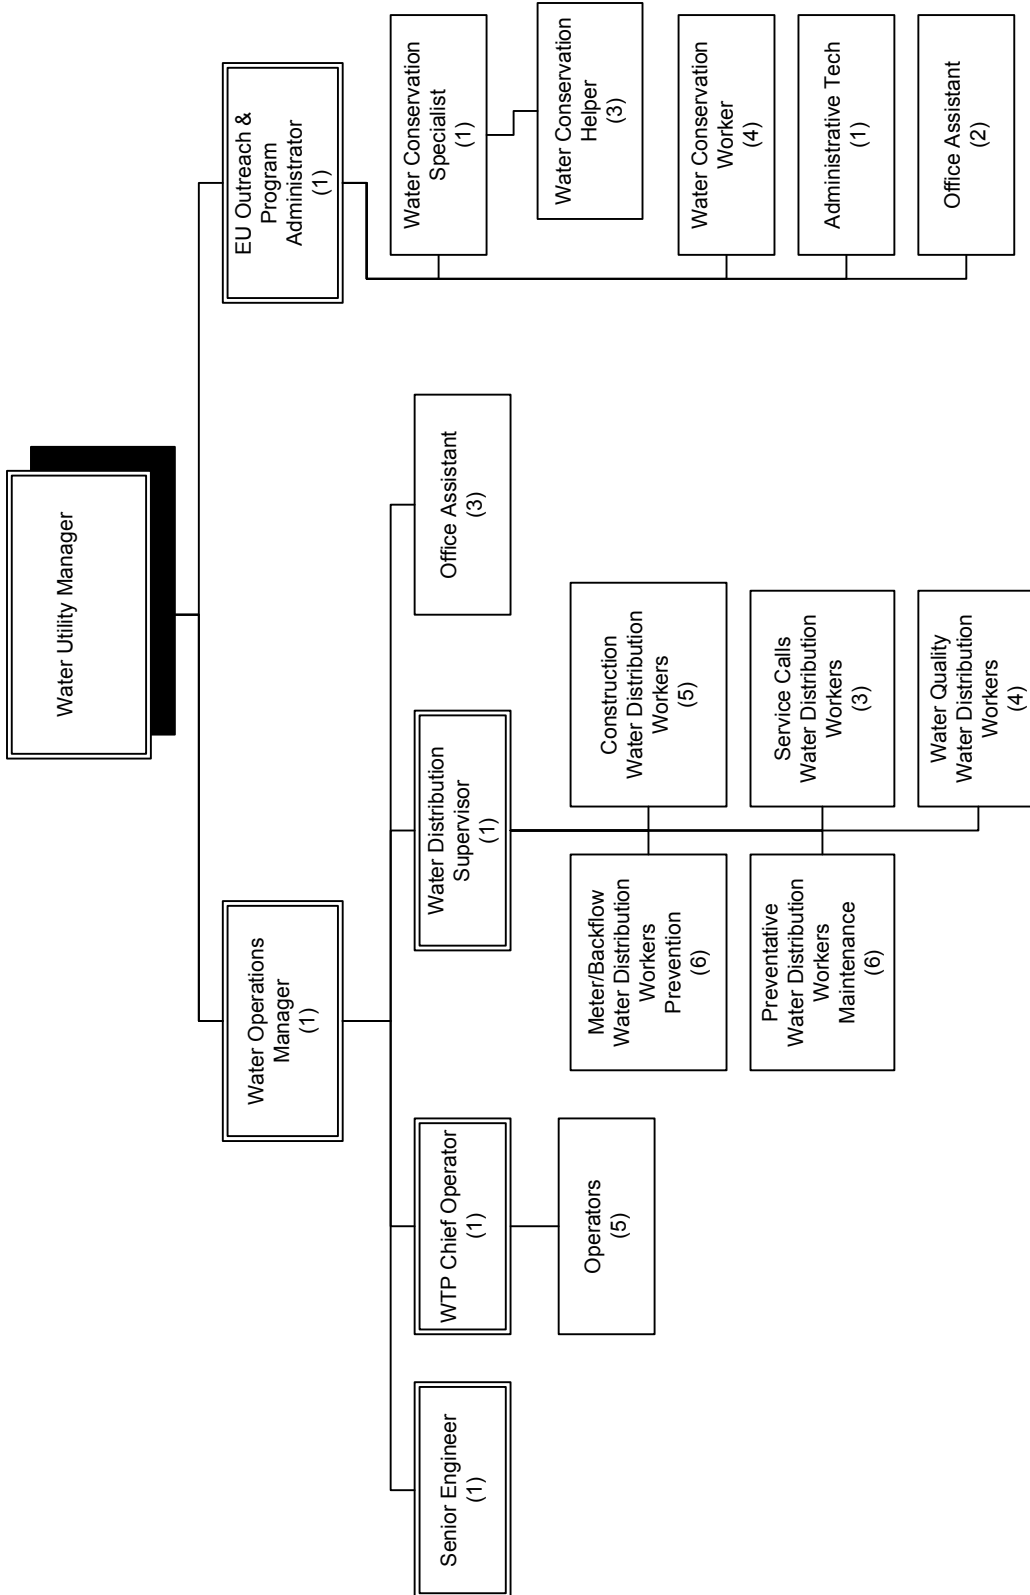 Water Utility Manager
Water Operations
Manager
(1)
EU Outreach &
Program
Administrator
(1)
Senior Engineer
(1)
WTP Chief Operator
(1)
Water Distribution
Supervisor
(1)
Office Assistant
(3)
Operators
(5)
Meter/Backflow
Water Distribution
Workers
Prevention
(6)
Construction
Water Distribution
Workers
(5)
Preventative
Water Distribution
Workers
Maintenance
(6)
Service Calls
Water Distribution
Workers
(3)
Water Quality
Water Distribution
Workers
(4)
Water Conservation
Specialist
(1)
Water Conservation
Helper
(3)
Water Conservation
Worker
(4)
Administrative Tech
(1)
Office Assistant
(2)